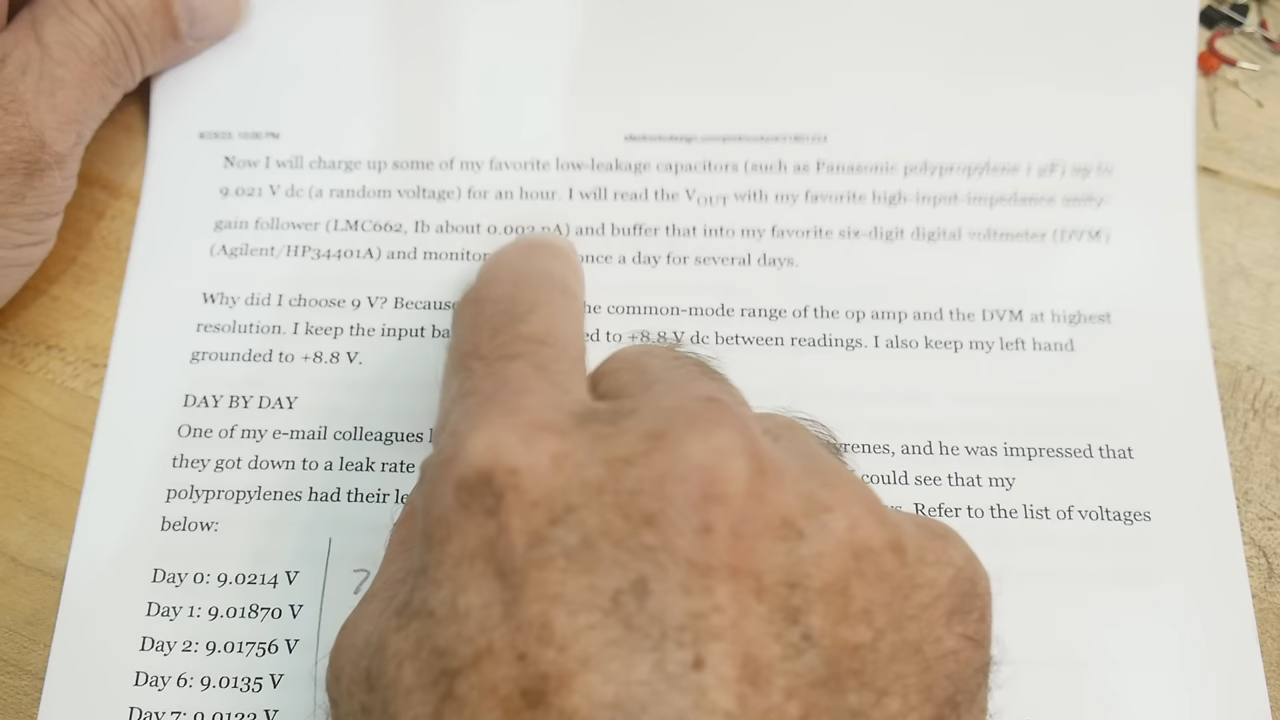 Now I will charge up some of my favorite low-leakage capacitors (such as Panasonic polypropylene 1 µF) up to
9.021 V dc (a random voltage) for an hour. I will read the VOUT with my favorite high-input-impedance unity-
gain follower (LMC662, Ib about 0.003 pA) and buffer that into my favorite six-digit digital voltmeter (DVM)
(Agilent/HP34401A) and monitor once a day for several days.
Why did I choose 9 V? Because he common-mode range of the op amp and the DVM at highest
resolution. I keep the input ba ed to +8.8 V dc between readings. I also keep my left hand
grounded to +8.8 V.
DAY BY DAY
One of my e-mail colleagues renes, and he was impressed that
they got down to a leak rate could see that my
polypropylenes had their le Refer to the list of voltages
below:
Day 0: 9.0214 V
Day 1: 9.01870 V
Day 2: 9.01756 V
Day 6: 9.0135 V
Day 7: 9.0123 V